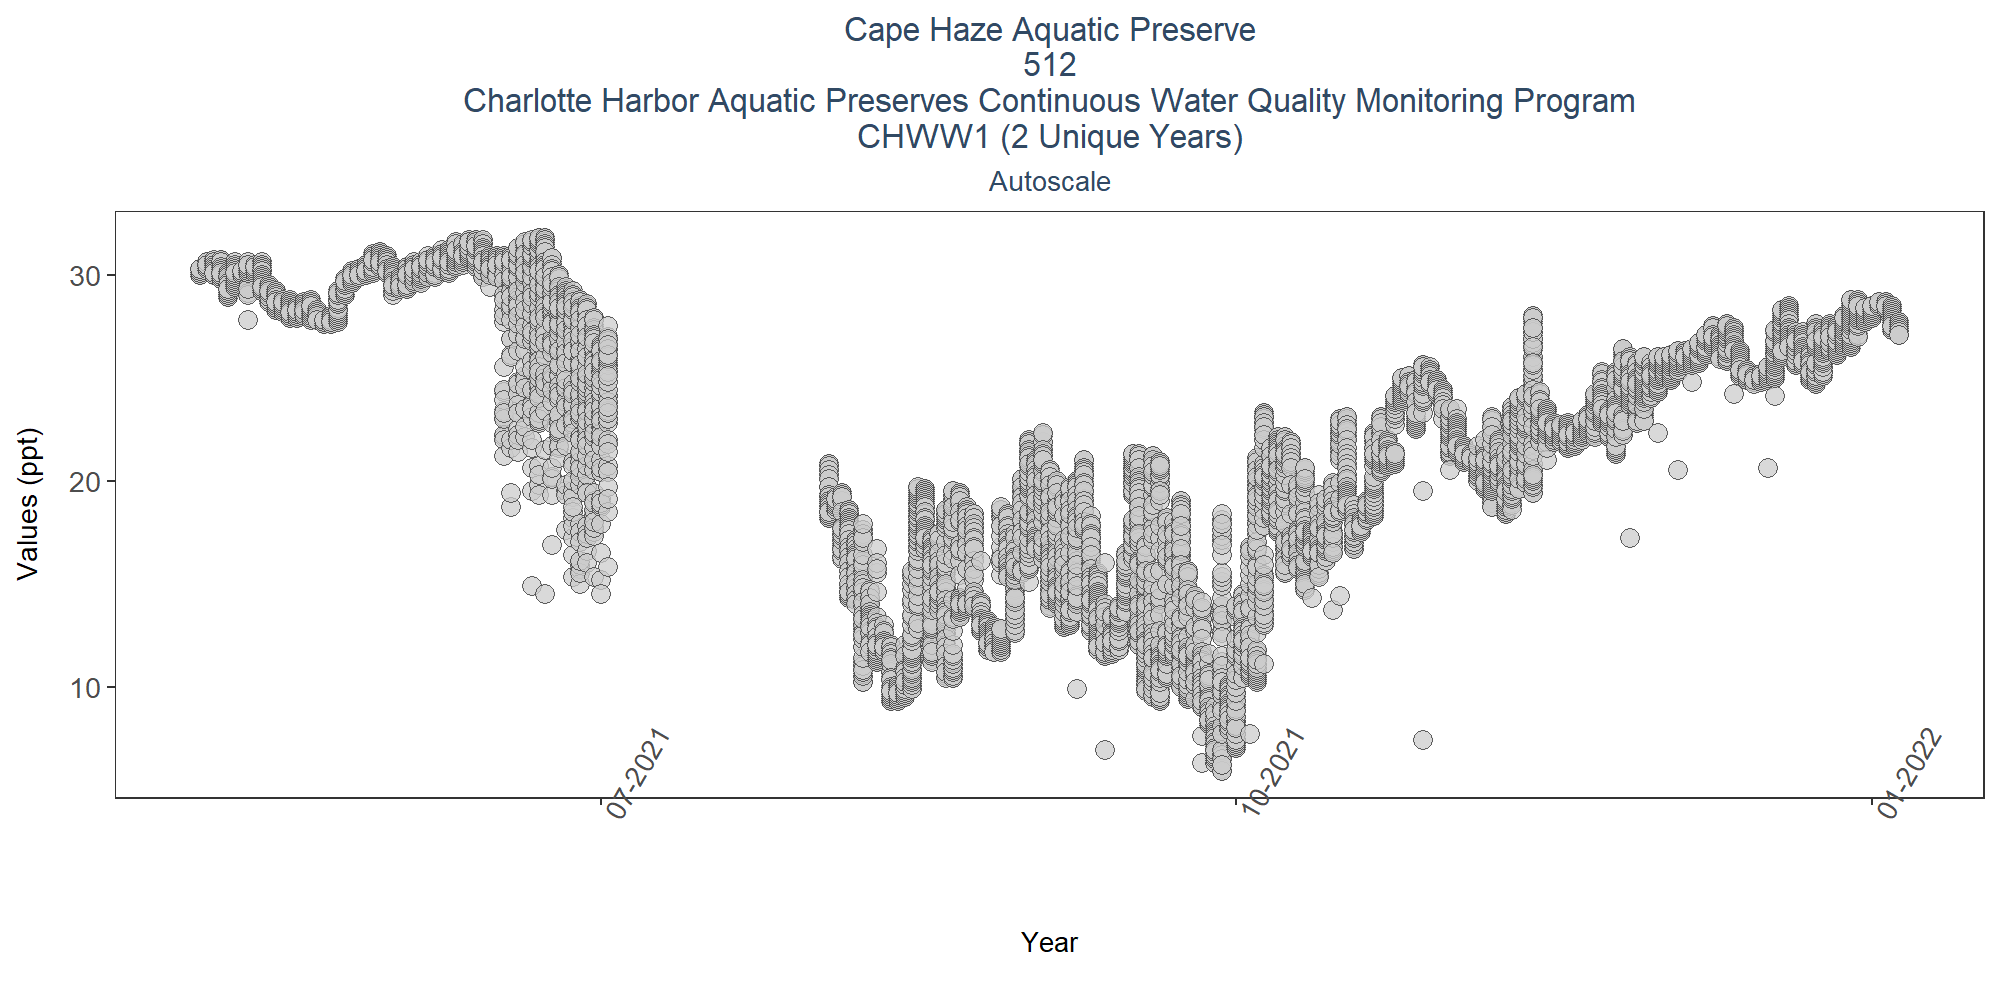 Cape Haze Aquatic Preserve
512
Charlotte Harbor Aquatic Preserves Continuous Water Quality Monitoring Program
CHWW1 (2 Unique Years)
Autoscale
Values (ppt)
30
20
10
07-2021
10-2021
01-2022
Year